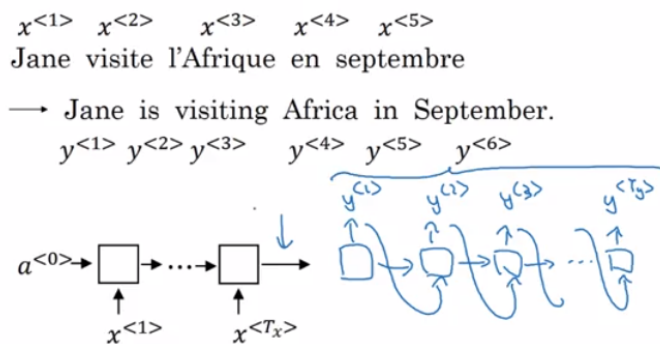 x<1> x<2> x<3> x<4> x<5>
Jane visite l'Afrique en septembre
→ Jane is visiting Africa in September.
y<1> y<2> y<3> y<4> y<5> y<6>
y<1> y<2> y<3> y<Ty>
a<0> ... ...
x<1> x<Tx>